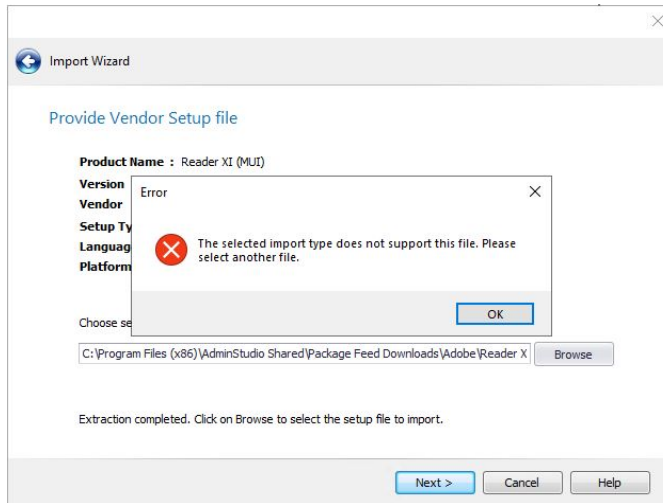 Import Wizard
Provide Vendor Setup file
Product Name : Reader XI (MUI)
Version
Vendor
Setup Ty
Languag
Platform
Error
The selected import type does not support this file. Please
select another file.
OK
Choose se
C:\Program Files (x86)\AdminStudio Shared\Package Feed Downloads\Adobe\Reader X
Browse
Extraction completed. Click on Browse to select the setup file to import.
Next >
Cancel
Help